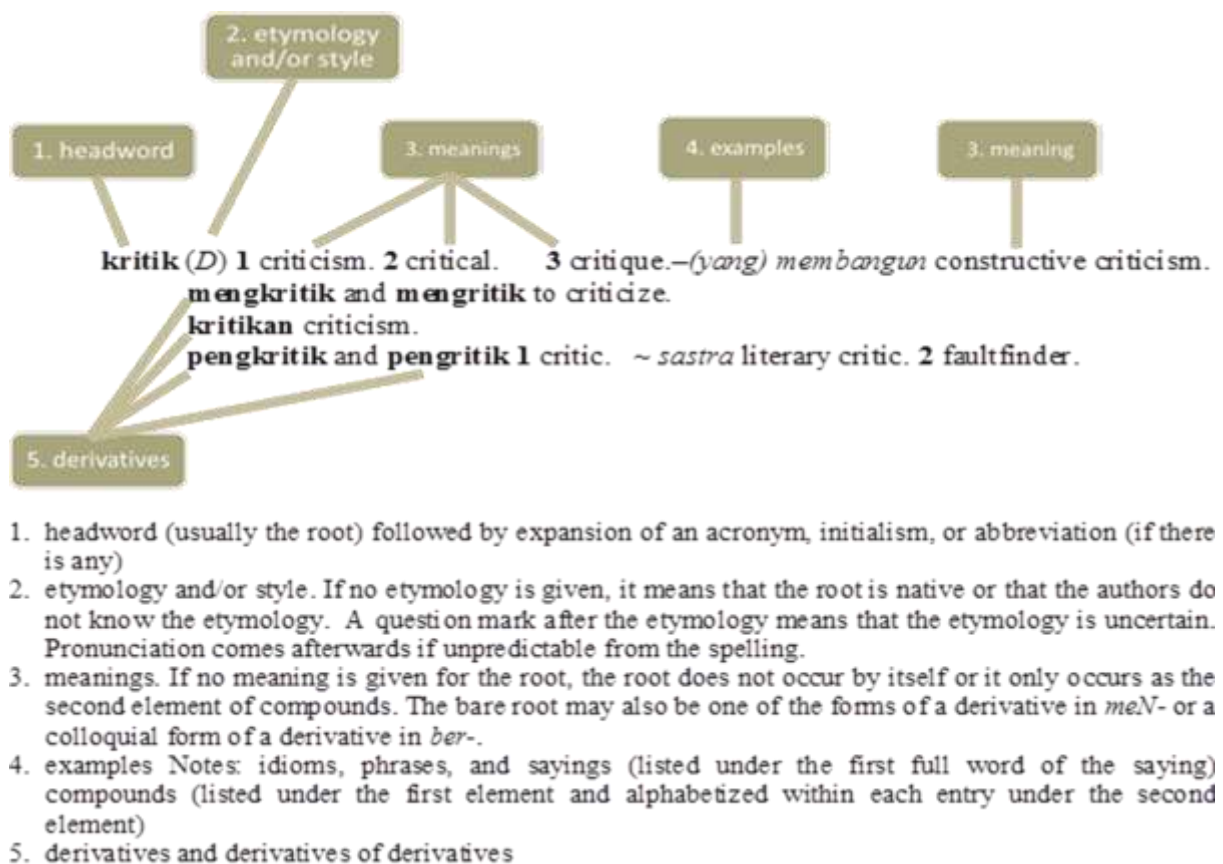 2. etymology
and/or style
1. headword
3. meanings
4. examples
3. meaning
kritik (D) 1 criticism. 2 critical. 3 critique.–(yang) membangun constructive criticism.
mengkritik and mengritik to criticize.
kritikan criticism.
pengkritik and pengritik 1 critic. ~ sastra literary critic. 2 faultfinder.
5. derivatives
1. headword (usually the root) followed by expansion of an acronym, initialism, or abbreviation (if there
is any)
2. etymology and/or style. If no etymology is given, it means that the root is native or that the authors do
not know the etymology. A question mark after the etymology means that the etymology is uncertain.
Pronunciation comes afterwards if unpredictable from the spelling.
3. meanings. If no meaning is given for the root, the root does not occur by itself or it only occurs as the
second element of compounds. The bare root may also be one of the forms of a derivative in meN- or a
colloquial form of a derivative in ber-.
4. examples Notes: idioms, phrases, and sayings (listed under the first full word of the saying)
compounds (listed under the first element and alphabetized within each entry under the second
element)
5. derivatives and derivatives of derivatives